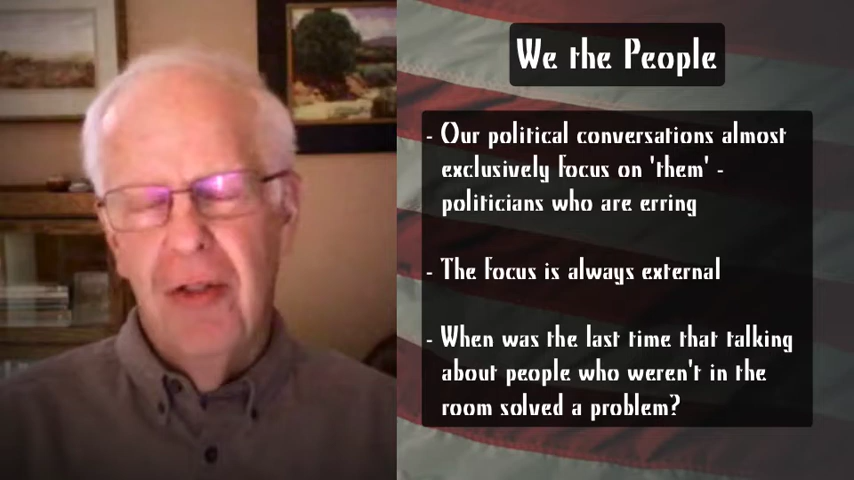 We the People
- Our political conversations almost
exclusively focus on 'them' -
politicians who are erring
- The focus is always external
- When was the last time that talking
about people who weren't in the
room solved a problem?